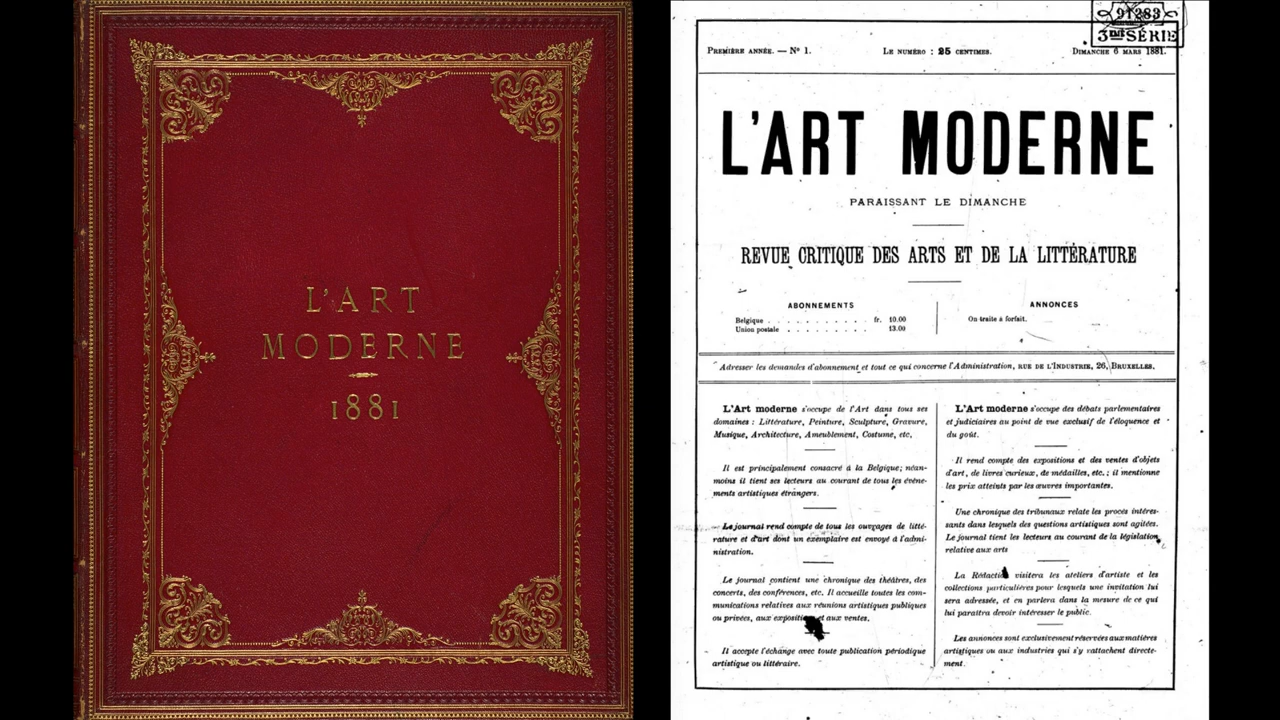 L'ART
MODERNE
1881
91283
3me SÉRIE
PREMIÈRE ANNÉE. — N° 1.
LE NUMÉRO : 25 CENTIMES.
DIMANCHE 6 MARS 1881.
L'ART MODERNE
PARAISSANT LE DIMANCHE
REVUE CRITIQUE DES ARTS ET DE LA LITTÉRATURE
ABONNEMENTS
Belgique . . . . . . . . . . fr. 10.00
Union postale . . . . . . . . 13.00
ANNONCES
On traite à forfait.
Adresser les demandes d'abonnement et tout ce qui concerne l'Administration, RUE DE L'INDUSTRIE, 26, BRUXELLES.
L'Art moderne s'occupe de l'Art dans tous ses
domaines : Littérature, Peinture, Sculpture, Gravure,
Musique, Architecture, Ameublement, Costume, etc,
Il est principalement consacré à la Belgique; néan-
moins il tient ses lecteurs au courant de tous les évène-
ments artistiques étrangers.
Le journal rend compte de tous les ouvrages de litté-
rature et d'art dont un exemplaire est envoyé à l'admi-
nistration.
Le journal contient une chronique des théâtres, des
concerts, des conférences, etc. Il accueille toutes les com-
munications relatives aux réunions artistiques publiques
ou privées, aux expositions et aux ventes.
Il accepte l'échange avec toute publication périodique
artistique ou littéraire.
L'Art moderne s'occupe des débats parlementaires
et judiciaires au point de vue exclusif de l'éloquence et
du goût.
Il rend compte des expositions et des ventes d'objets
d'art, de livres curieux, de médailles, etc.; il mentionne
les prix atteints par les œuvres importantes.
Une chronique des tribunaux relate les procès intéres-
sants dans lesquels des questions artistiques sont agitées.
Le journal tient les lecteurs au courant de la législation
relative aux arts
La Rédaction visitera les ateliers d'artiste et les
collections particulières pour lesquels une invitation lui
sera adressée, et en parlera dans la mesure de ce qui
lui paraîtra devoir intéresser le public.
Les annonces sont exclusivement réservées aux matières
artistiques ou aux industries qui s'y rattachent directe-
ment.